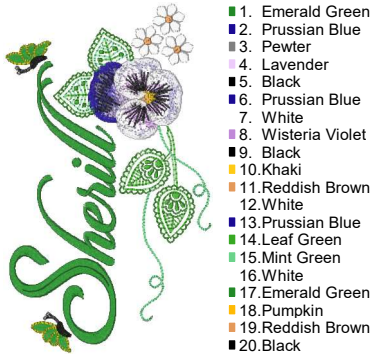 Sherill
1. Emerald Green
2. Prussian Blue
3. Pewter
4. Lavender
5. Black
6. Prussian Blue
7. White
8. Wisteria Violet
9. Black
10.Khaki
11.Reddish Brown
12.White
13.Prussian Blue
14.Leaf Green
15.Mint Green
16.White
17.Emerald Green
18.Pumpkin
19.Reddish Brown
20.Black